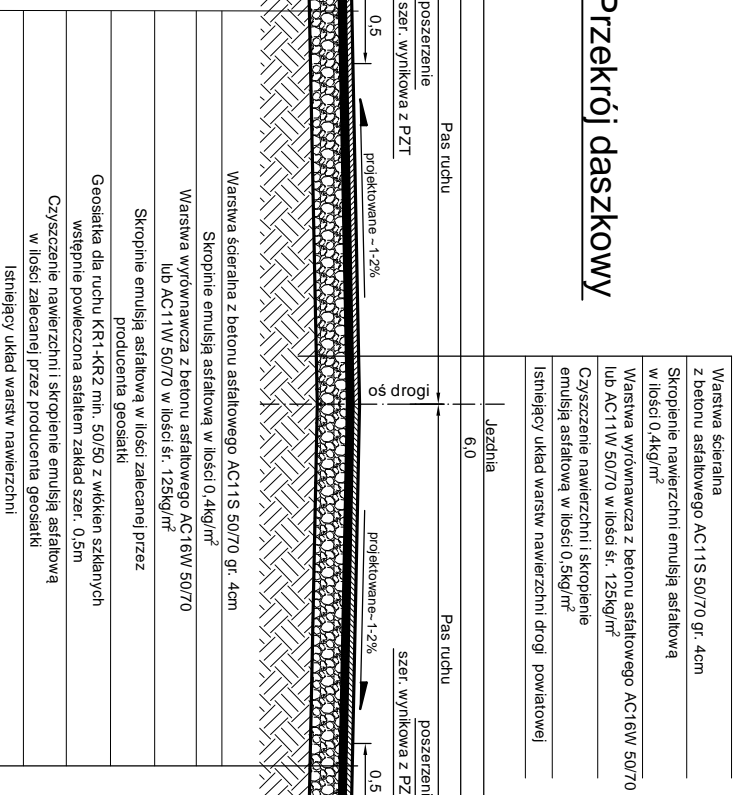 Przekrój daszkowy
Warstwa ścieralna
z betonu asfaltowego AC11S 50/70 gr. 4cm
Skropienie nawierzchni emulsją asfaltową
w ilości 0,4kg/m²
Warstwa wyrównawcza z betonu asfaltowego AC16W 50/70
lub AC11W 50/70 w ilości śr. 125kg/m²
Czyszczenie nawierzchni i skropienie
emulsją asfaltową w ilości 0,5kg/m²
Istniejący układ warstw nawierzchni drogi powiatowej
Jezdnia
6,0
Pas ruchu
Pas ruchu
poszerzenie
szer. wynikowa z PZT
0,5
projektowane ~1-2%
oś drogi
projektowane~1-2%
poszerzeni
szer. wynikowa z PZ
0,5
Warstwa ścieralna z betonu asfaltowego AC11S 50/70 gr. 4cm
Skropinie emulsją asfaltową w ilości 0,4kg/m²
Warstwa wyrównawcza z betonu asfaltowego AC16W 50/70
lub AC11W 50/70 w ilości śr. 125kg/m²
Skropinie emulsją asfaltową w ilości zalecanej przez
producenta geosiatki
Geosiatka dla ruchu KR1-KR2 min. 50/50 z włókien szklanych
wstępnie powleczona asfaltem zakład szer. 0,5m
Czyszczenie nawierzchni i skropienie emulsją asfaltową
w ilości zalecanej przez producenta geosiatki
Istniejący układ warstw nawierzchni